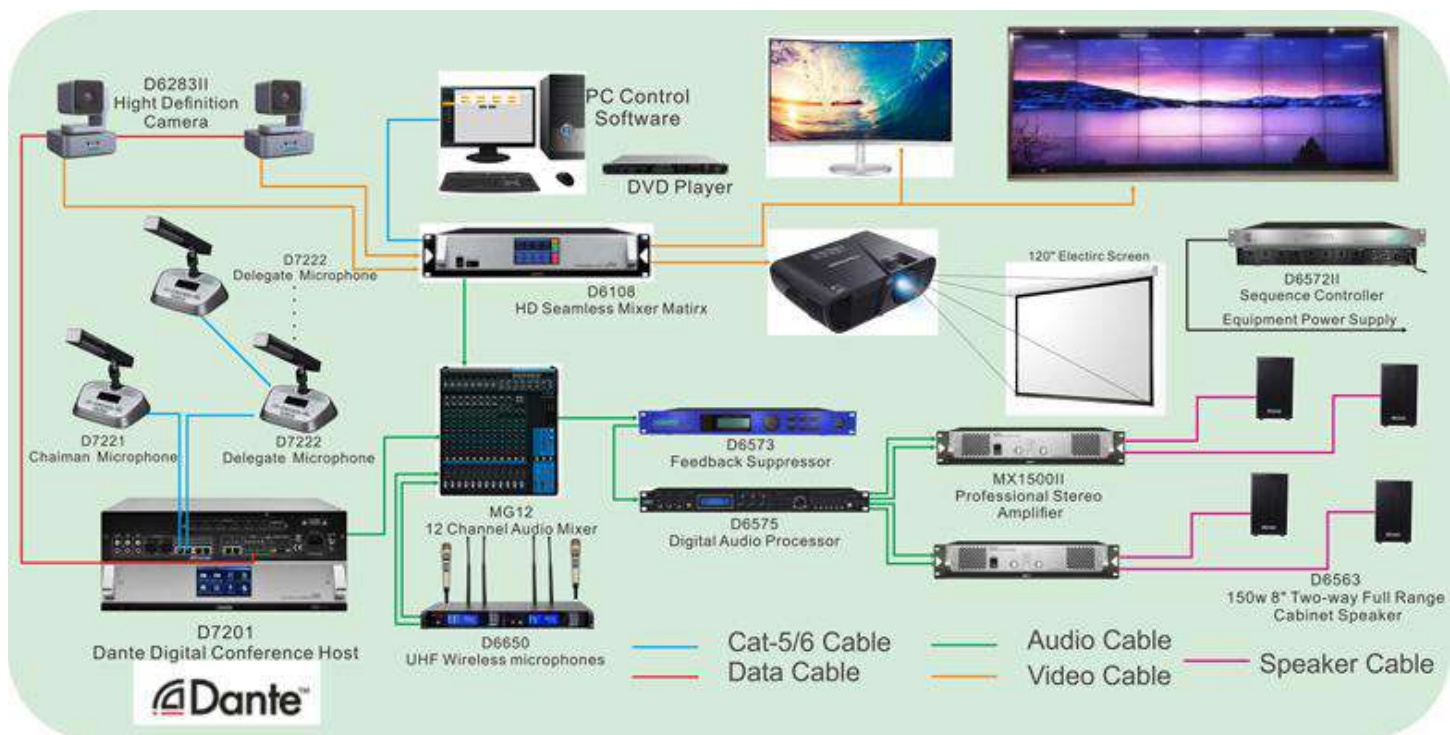 D6283II
Hight Definition
Camera
PC Control
Software
DVD Player
D7222
Delegate Microphone
D6108
HD Seamless Mixer Matirx
120" Electirc Screen
D6572II
Sequence Controller
Equipment Power Supply
D7221
Chaiman Microphone
D7222
Delegate Microphone
D6573
Feedback Suppressor
MX1500II
Professional Stereo
Amplifier
MG12
12 Channel Audio Mixer
D6575
Digital Audio Processor
D6563
150w 8" Two-way Full Range
Cabinet Speaker
D7201
Dante Digital Conference Host
D6650
UHF Wireless microphones
Cat-5/6 Cable
Data Cable
Audio Cable
Video Cable
Speaker Cable
Dante™